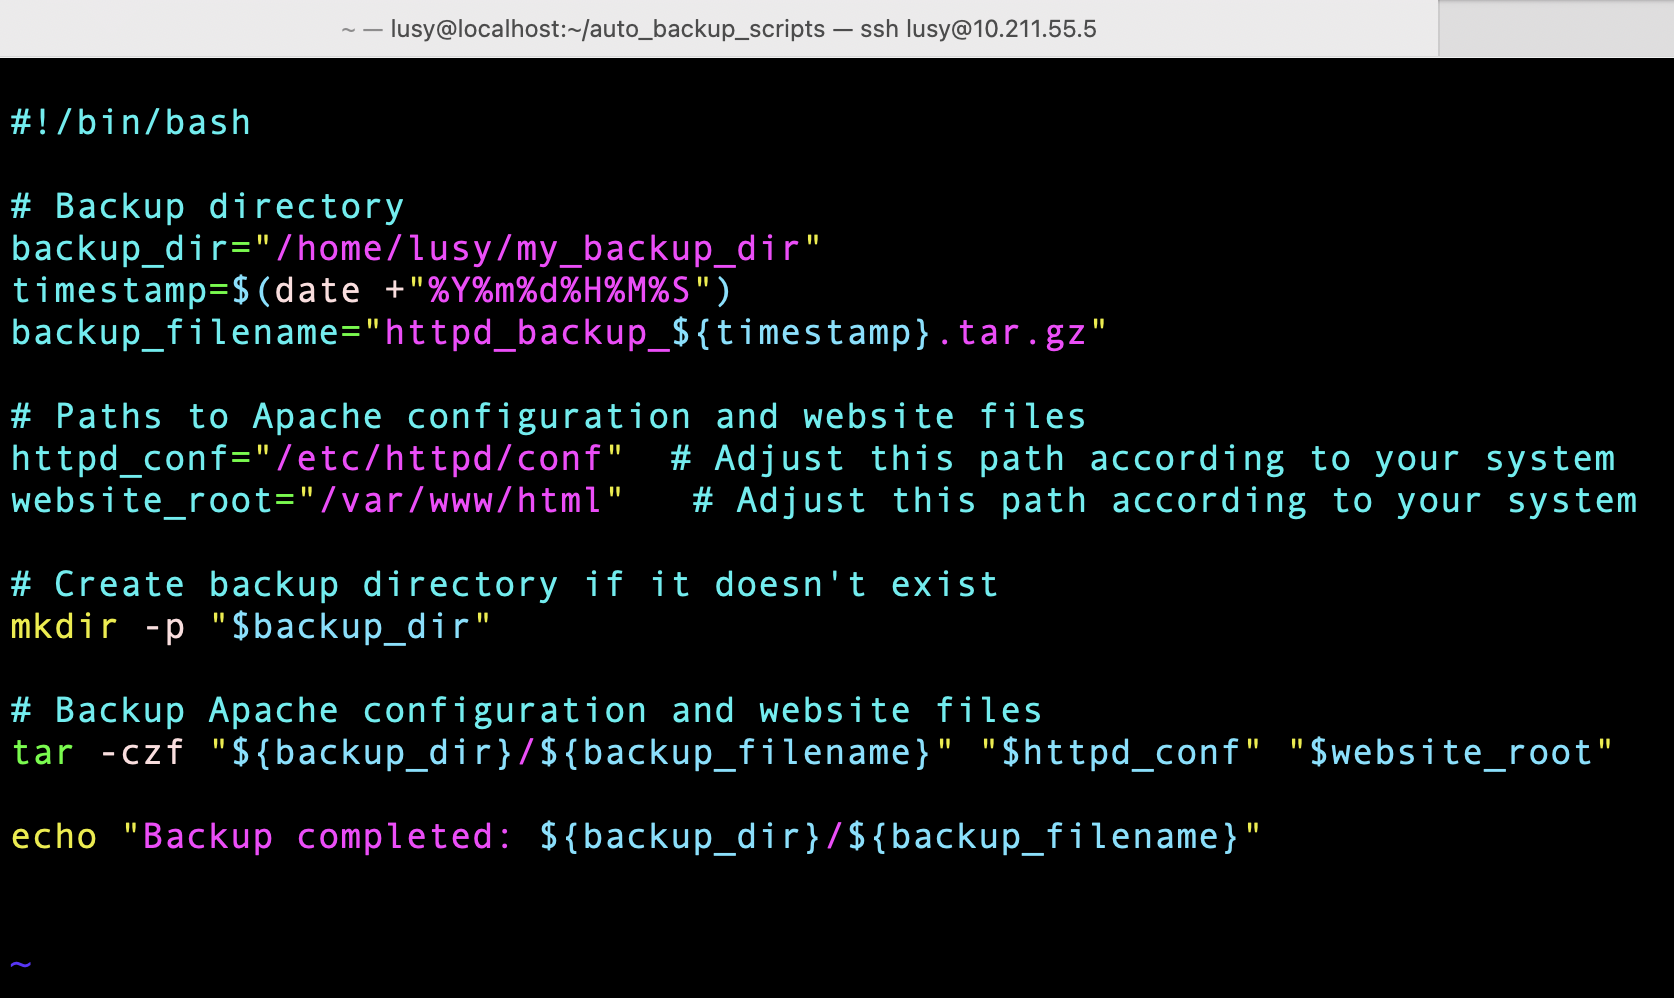 ~ — lusy@localhost:~/auto_backup_scripts — ssh lusy@10.211.55.5
#!/bin/bash
# Backup directory
backup_dir="/home/lusy/my_backup_dir"
timestamp=$(date +"%Y%m%d%H%M%S")
backup_filename="httpd_backup_${timestamp}.tar.gz"
# Paths to Apache configuration and website files
httpd_conf="/etc/httpd/conf"  # Adjust this path according to your system
website_root="/var/www/html"   # Adjust this path according to your system
# Create backup directory if it doesn't exist
mkdir -p "$backup_dir"
# Backup Apache configuration and website files
tar -czf "${backup_dir}/${backup_filename}" "$httpd_conf" "$website_root"
echo "Backup completed: ${backup_dir}/${backup_filename}"
~